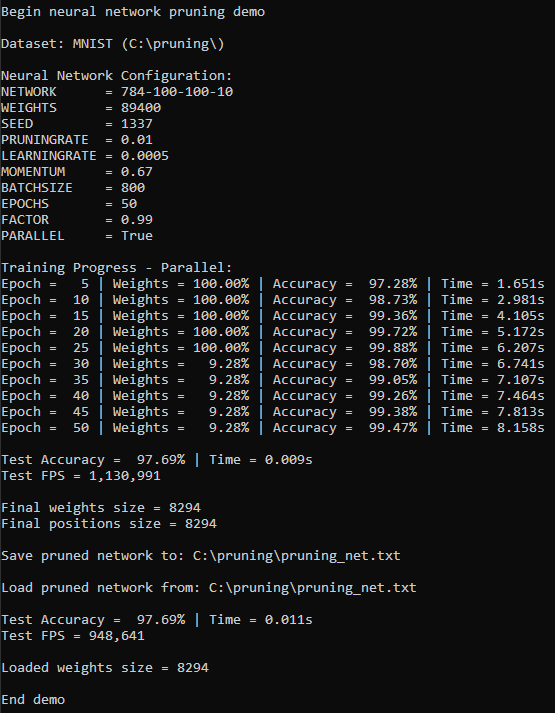 Begin neural network pruning demo

Dataset: MNIST (C:\pruning\)

Neural Network Configuration:
NETWORK      = 784-100-100-10
WEIGHTS      = 89400
SEED         = 1337
PRUNINGRATE  = 0.01
LEARNINGRATE = 0.0005
MOMENTUM     = 0.67
BATCHSIZE    = 800
EPOCHS       = 50
FACTOR       = 0.99
PARALLEL     = True

Training Progress - Parallel:
Epoch =   5 | Weights = 100.00% | Accuracy =  97.28% | Time = 1.651s
Epoch =  10 | Weights = 100.00% | Accuracy =  98.73% | Time = 2.981s
Epoch =  15 | Weights = 100.00% | Accuracy =  99.36% | Time = 4.105s
Epoch =  20 | Weights = 100.00% | Accuracy =  99.72% | Time = 5.172s
Epoch =  25 | Weights = 100.00% | Accuracy =  99.88% | Time = 6.207s
Epoch =  30 | Weights =   9.28% | Accuracy =  98.70% | Time = 6.741s
Epoch =  35 | Weights =   9.28% | Accuracy =  99.05% | Time = 7.107s
Epoch =  40 | Weights =   9.28% | Accuracy =  99.26% | Time = 7.464s
Epoch =  45 | Weights =   9.28% | Accuracy =  99.38% | Time = 7.813s
Epoch =  50 | Weights =   9.28% | Accuracy =  99.47% | Time = 8.158s

Test Accuracy =  97.69% | Time = 0.009s
Test FPS = 1,130,991

Final weights size = 8294
Final positions size = 8294

Save pruned network to: C:\pruning\pruning_net.txt

Load pruned network from: C:\pruning\pruning_net.txt

Test Accuracy =  97.69% | Time = 0.011s
Test FPS = 948,641

Loaded weights size = 8294

End demo